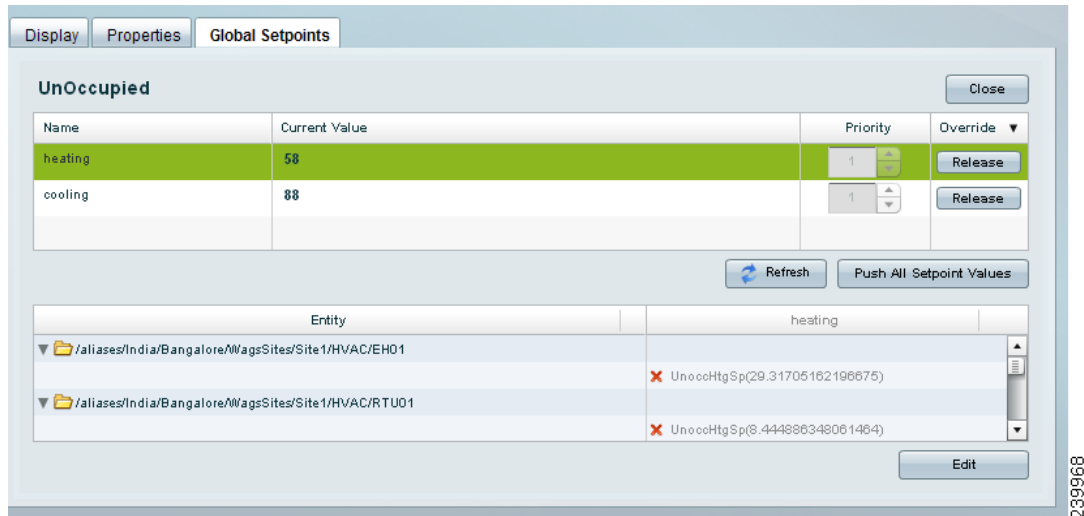 Display Properties Global Setpoints
UnOccupied Close
Name Current Value Priority Override
heating 58 1 Release
cooling 88 1 Release
Refresh Push All Setpoint Values
Entity heating
/aliases/India/Bangalore/WagsSites/Site1/HVAC/EH01
UnoccHtgSp(29.31705162196675)
/aliases/India/Bangalore/WagsSites/Site1/HVAC/RTU01
UnoccHtgSp(8.444886348061464)
Edit
239968